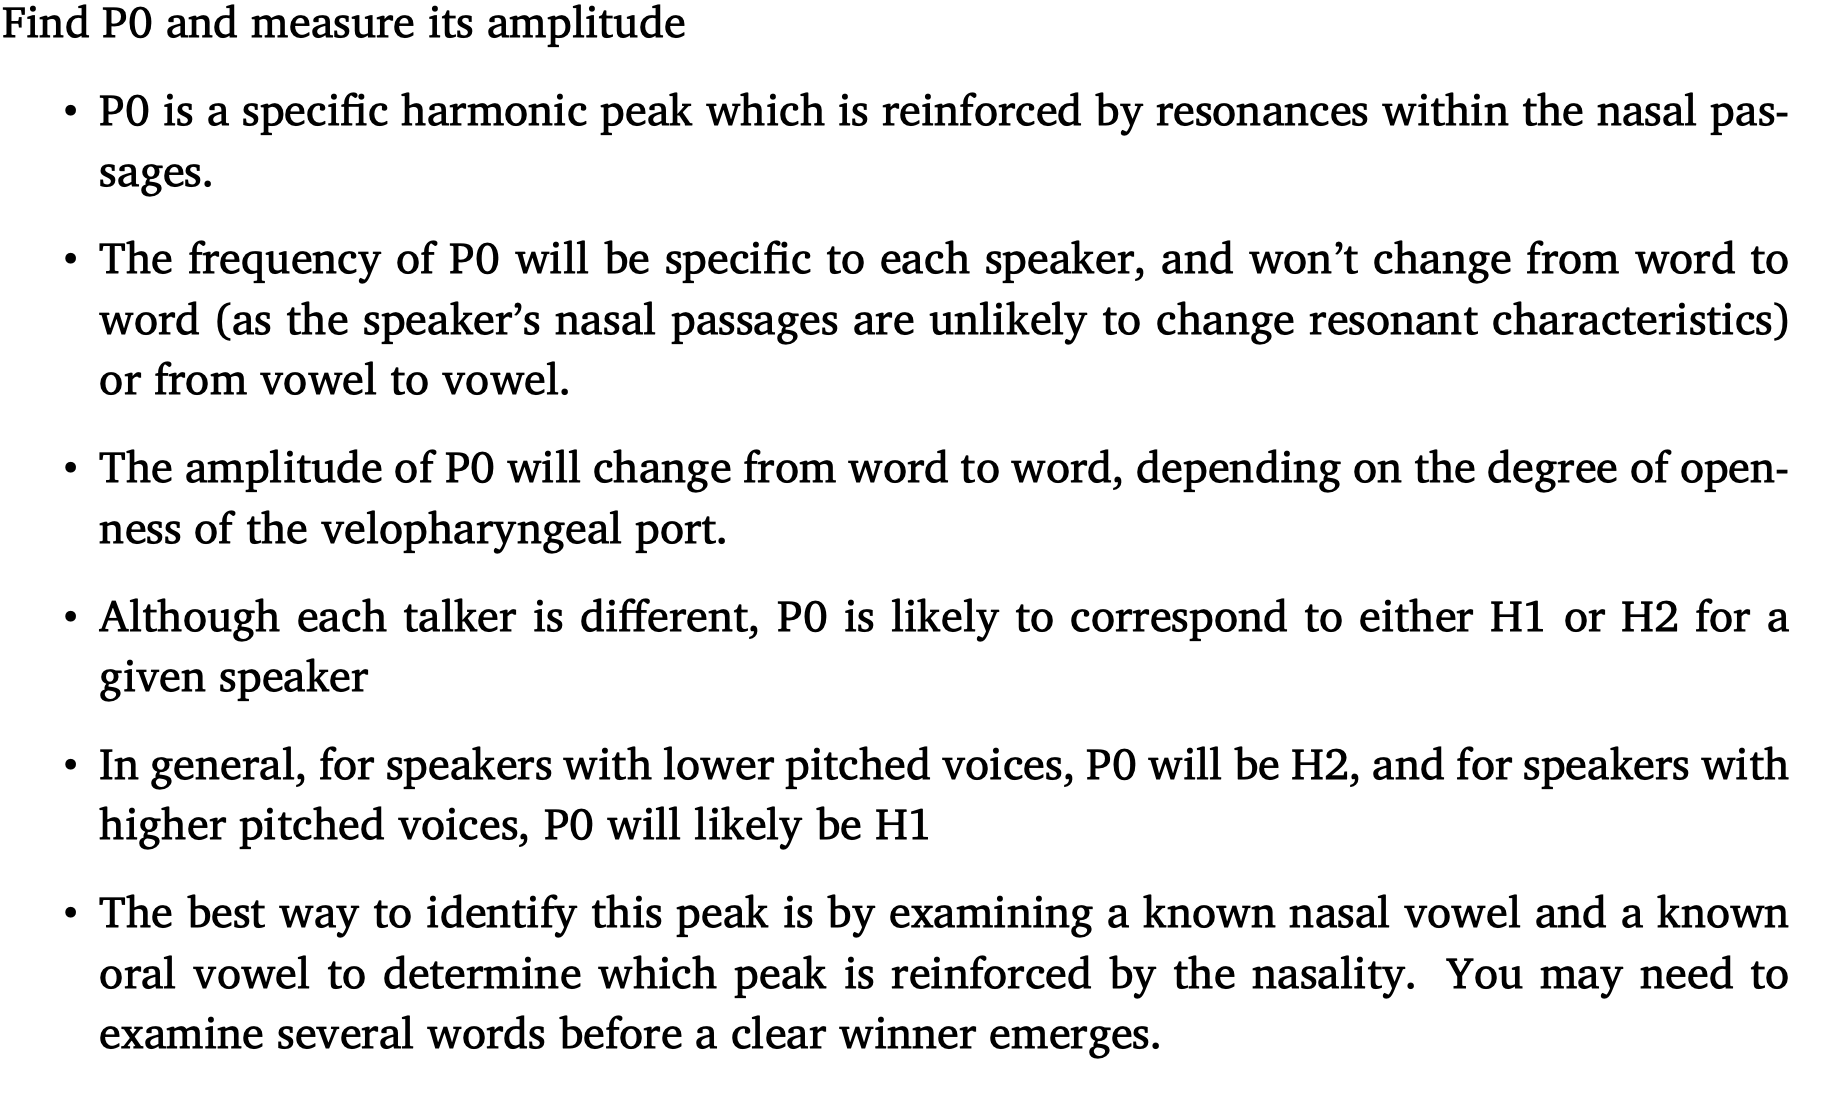 Find P0 and measure its amplitude
• P0 is a specific harmonic peak which is reinforced by resonances within the nasal pas-
sages.
• The frequency of P0 will be specific to each speaker, and won’t change from word to
word (as the speaker’s nasal passages are unlikely to change resonant characteristics)
or from vowel to vowel.
• The amplitude of P0 will change from word to word, depending on the degree of open-
ness of the velopharyngeal port.
• Although each talker is different, P0 is likely to correspond to either H1 or H2 for a
given speaker
• In general, for speakers with lower pitched voices, P0 will be H2, and for speakers with
higher pitched voices, P0 will likely be H1
• The best way to identify this peak is by examining a known nasal vowel and a known
oral vowel to determine which peak is reinforced by the nasality. You may need to
examine several words before a clear winner emerges.